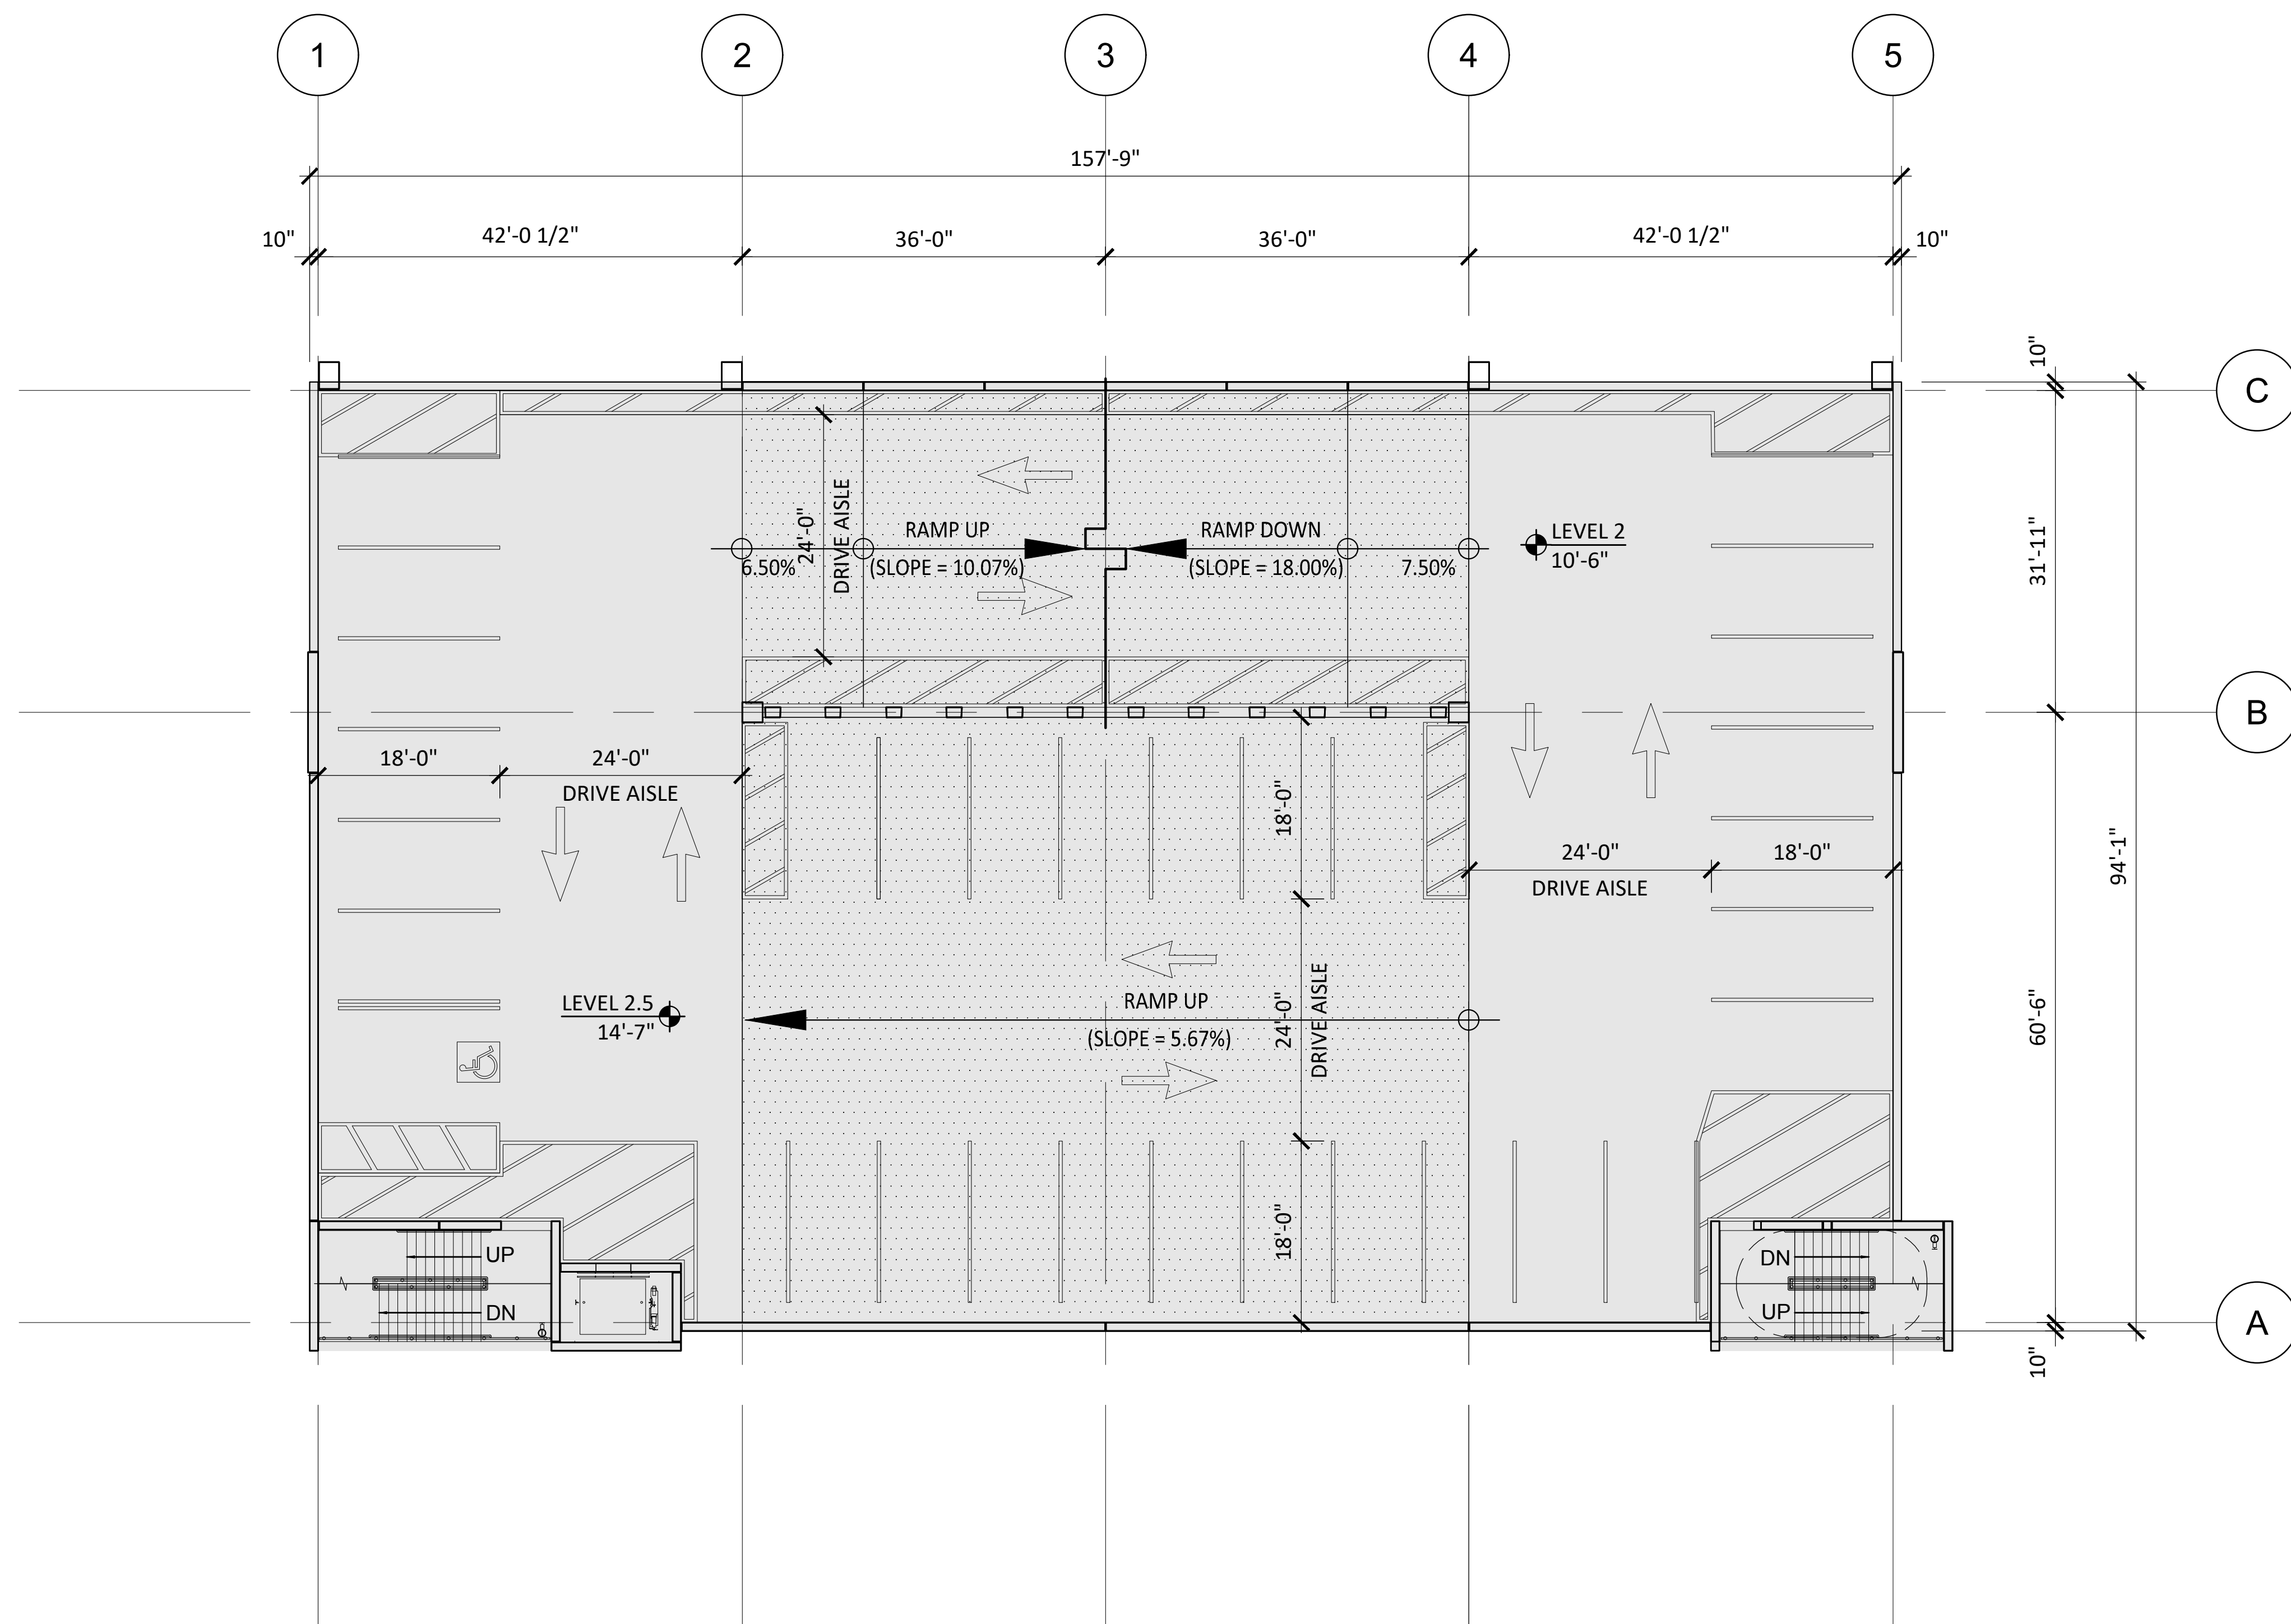 1
2
3
4
5
157'-9"
10"
42'-0 1/2"
36'-0"
36'-0"
42'-0 1/2"
10"
10"
C
31'-11"
24'-0"
DRIVE AISLE
RAMP UP
(SLOPE = 10.07%)
6.50%
RAMP DOWN
(SLOPE = 18.00%)
7.50%
LEVEL 2
10'-6"
B
18'-0"
24'-0"
DRIVE AISLE
18'-0"
24'-0"
DRIVE AISLE
18'-0"
94'-1"
LEVEL 2.5
14'-7"
RAMP UP
(SLOPE = 5.67%)
24'-0"
DRIVE AISLE
60'-6"
18'-0"
UP
DN
DN
UP
A
10"